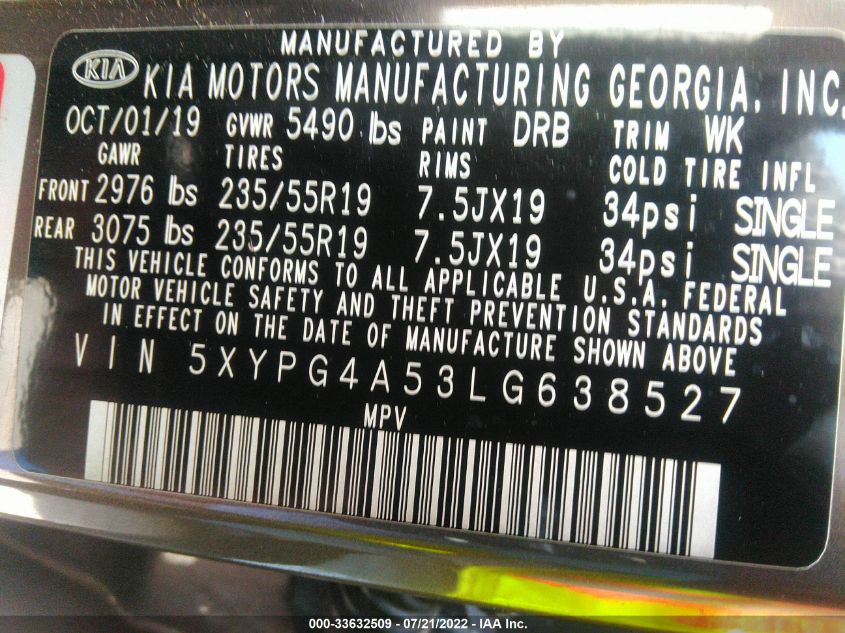 MANUFACTURED BY
KIA KIA MOTORS MANUFACTURING GEORGIA, INC.
OCT/01/19 GVWR 5490 lbs PAINT DRB TRIM WK
GAWR TIRES RIMS COLD TIRE INFL
FRONT 2976 lbs 235/55R19 7.5JX19 34psi SINGLE
REAR 3075 lbs 235/55R19 7.5JX19 34psi SINGLE
THIS VEHICLE CONFORMS TO ALL APPLICABLE U.S.A. FEDERAL
MOTOR VEHICLE SAFETY AND THEFT PREVENTION STANDARDS
IN EFFECT ON THE DATE OF MANUFACTURE SHOWN ABOVE
VIN 5XYPG4A53LG638527
MPV
000-33632509 - 07/21/2022 - IAA Inc.